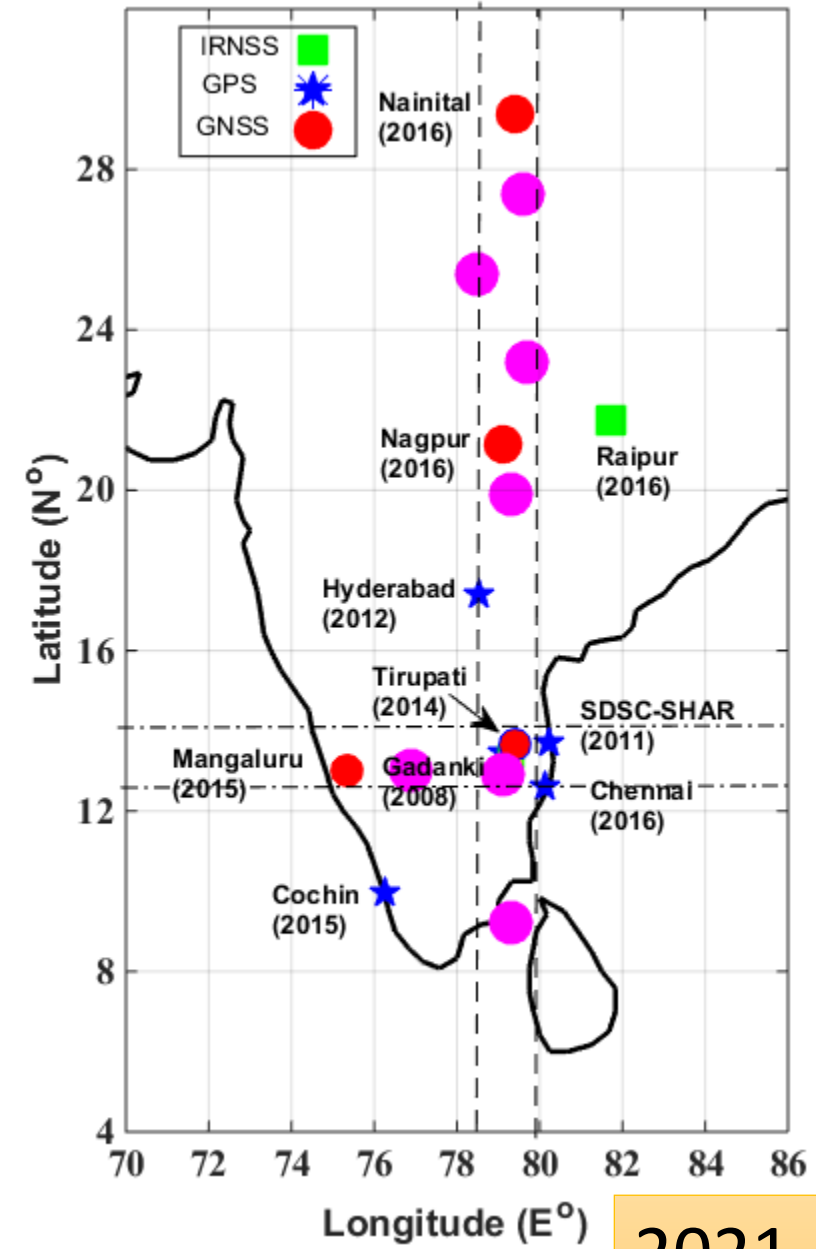 IRNSS
GPS
GNSS
Nainital
(2016)
28
24
Nagpur
(2016)
Raipur
(2016)
20
Hyderabad
(2012)
16
Tirupati
(2014)
SDSC-SHAR
(2011)
Mangaluru
(2015)
Gadanki
(2008)
Chennai
(2016)
12
Cochin
(2015)
8
4
70 72 74 76 78 80 82 84 86
Latitude (N°)
Longitude (E°)
2021